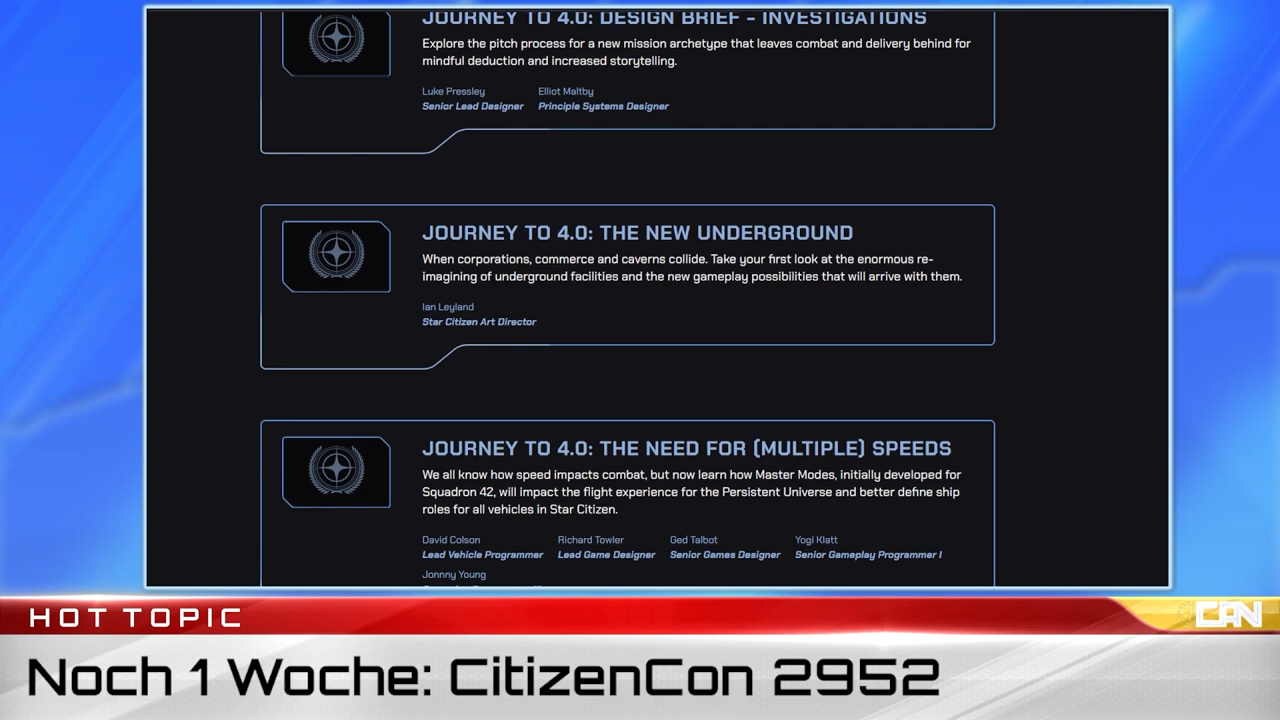 JOURNEY TO 4.0: DESIGN BRIEF - INVESTIGATIONS
Explore the pitch process for a new mission archetype that leaves combat and delivery behind for
mindful deduction and increased storytelling.
Luke Pressley Elliot Maltby
Senior Lead Designer Principle Systems Designer
JOURNEY TO 4.0: THE NEW UNDERGROUND
When corporations, commerce and caverns collide. Take your first look at the enormous re-
imagining of underground facilities and the new gameplay possibilities that will arrive with them.
Ian Leyland
Star Citizen Art Director
JOURNEY TO 4.0: THE NEED FOR (MULTIPLE) SPEEDS
We all know how speed impacts combat, but now learn how Master Modes, initially developed for
Squadron 42, will impact the flight experience for the Persistent Universe and better define ship
roles for all vehicles in Star Citizen.
David Colson Richard Towler Ged Talbot Yogi Klatt
Lead Vehicle Programmer Lead Game Designer Senior Games Designer Senior Gameplay Programmer I
Jonnny Young
HOT TOPIC
CAN
Noch 1 Woche: CitizenCon 2952